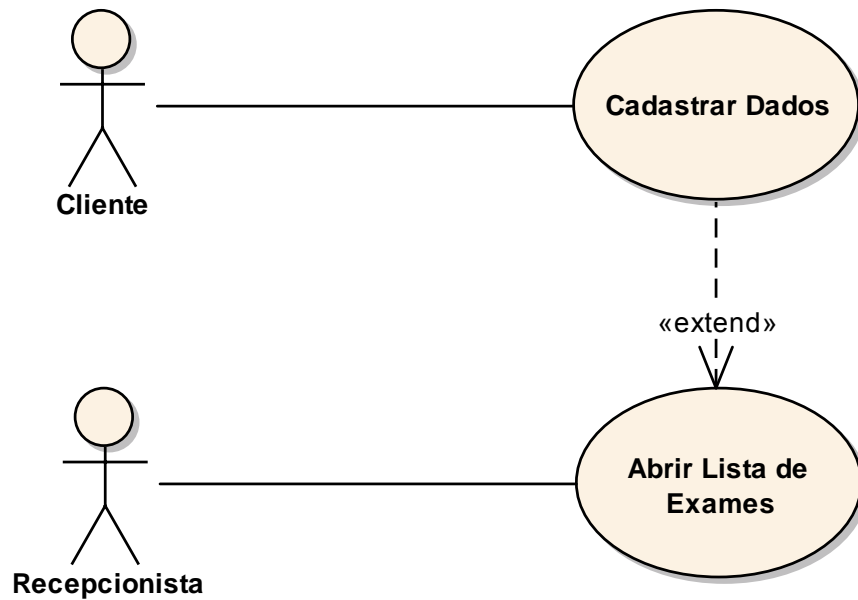 Cadastrar Dados
Cliente
«extend»
Abrir Lista de
Exames
Recepcionista